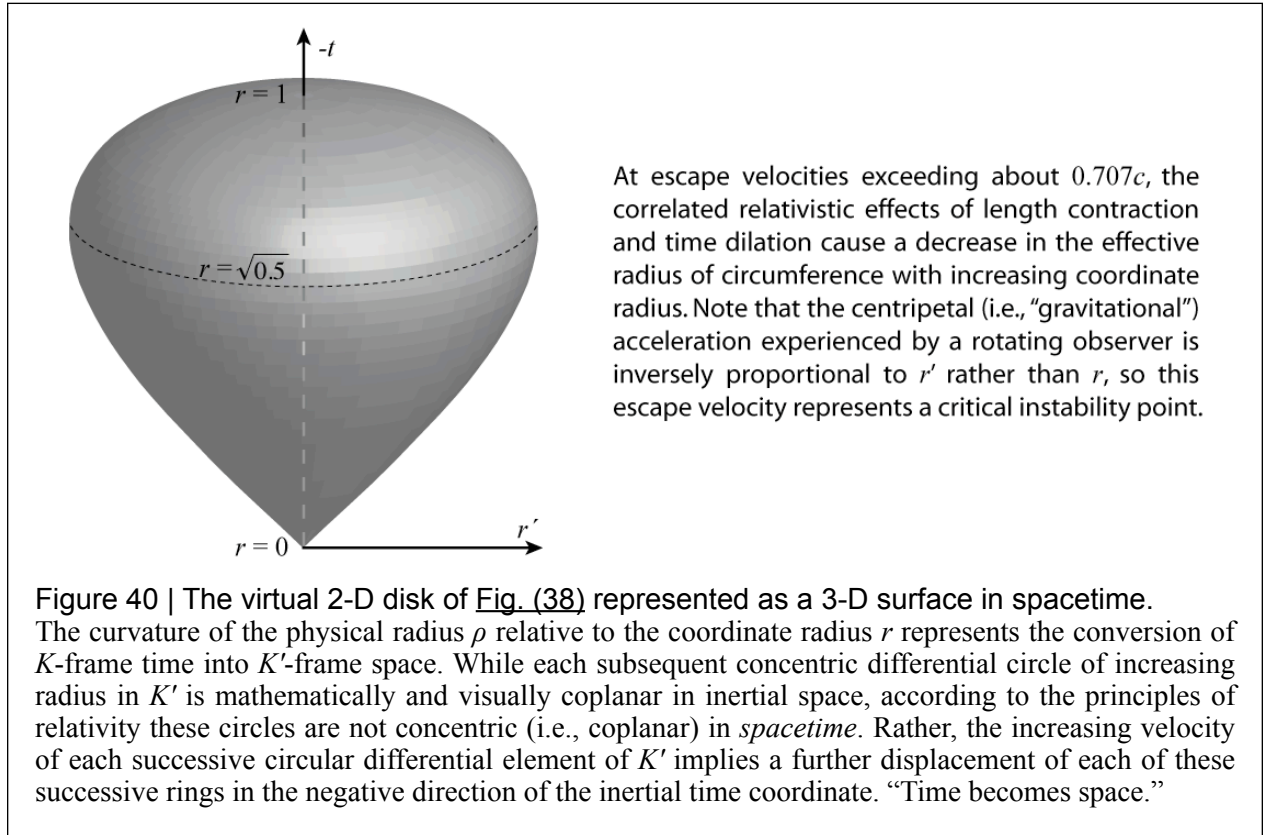 -t
r = 1
r = √0.5
r = 0
r´
At escape velocities exceeding about 0.707c, the
correlated relativistic effects of length contraction
and time dilation cause a decrease in the effective
radius of circumference with increasing coordinate
radius. Note that the centripetal (i.e., “gravitational”)
acceleration experienced by a rotating observer is
inversely proportional to r′ rather than r, so this
escape velocity represents a critical instability point.
Figure 40 | The virtual 2-D disk of Fig. (38) represented as a 3-D surface in spacetime.
The curvature of the physical radius ρ relative to the coordinate radius r represents the conversion of
K-frame time into K′-frame space. While each subsequent concentric differential circle of increasing
radius in K′ is mathematically and visually coplanar in inertial space, according to the principles of
relativity these circles are not concentric (i.e., coplanar) in spacetime. Rather, the increasing velocity
of each successive circular differential element of K′ implies a further displacement of each of these
successive rings in the negative direction of the inertial time coordinate. “Time becomes space.”